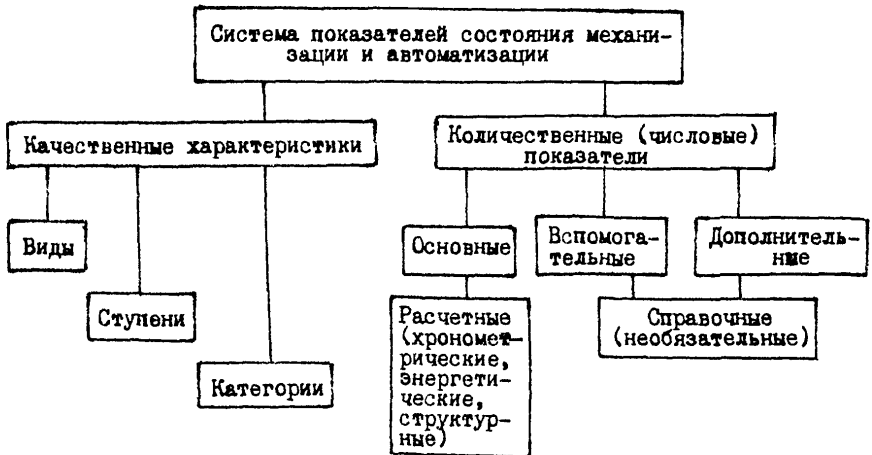 Система показателей состояния механи-
зации и автоматизации
Качественные характеристики
Количественные (числовые)
показатели
Виды
Ступени
Категории
Основные
Вспомога-
тельные
Дополнитель-
ные
Расчетные
(хрономет-
рические,
энергети-
ческие,
структур-
ные)
Справочные
(необязательные)